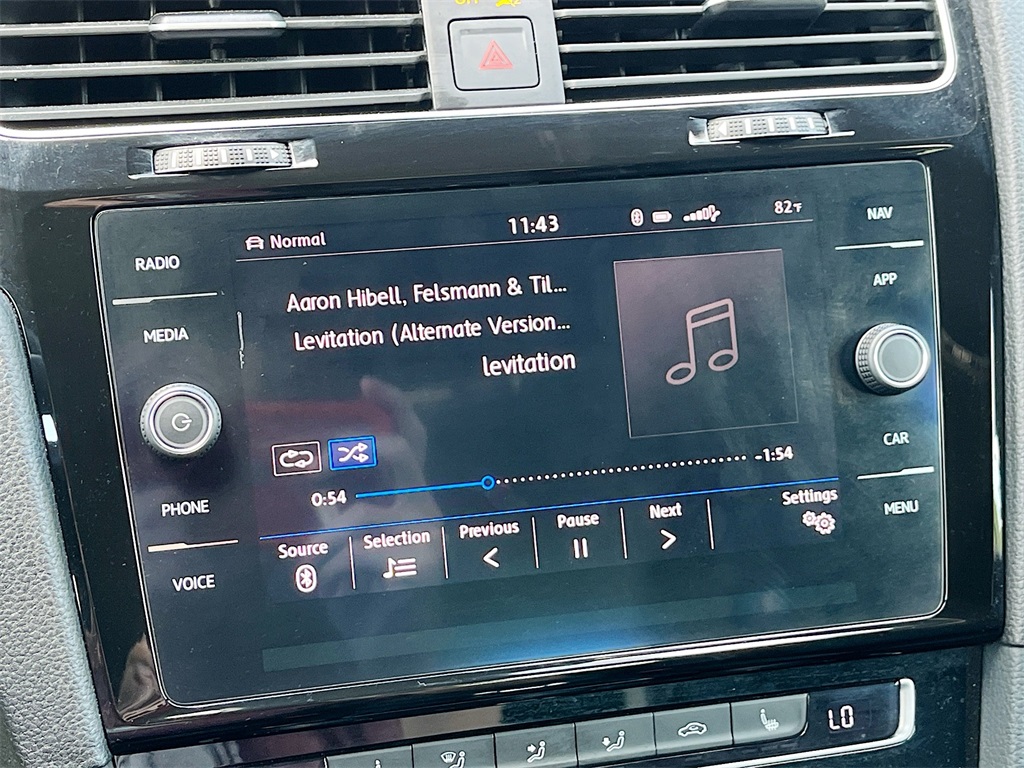 OFF
RADIO
MEDIA
PHONE
VOICE
Normal
11:43
82°F
Aaron Hibell, Felsmann & Til...
Levitation (Alternate Version...
levitation
0:54
-1:54
Source
Selection
Previous
Pause
Next
Settings
NAV
APP
CAR
MENU
LO